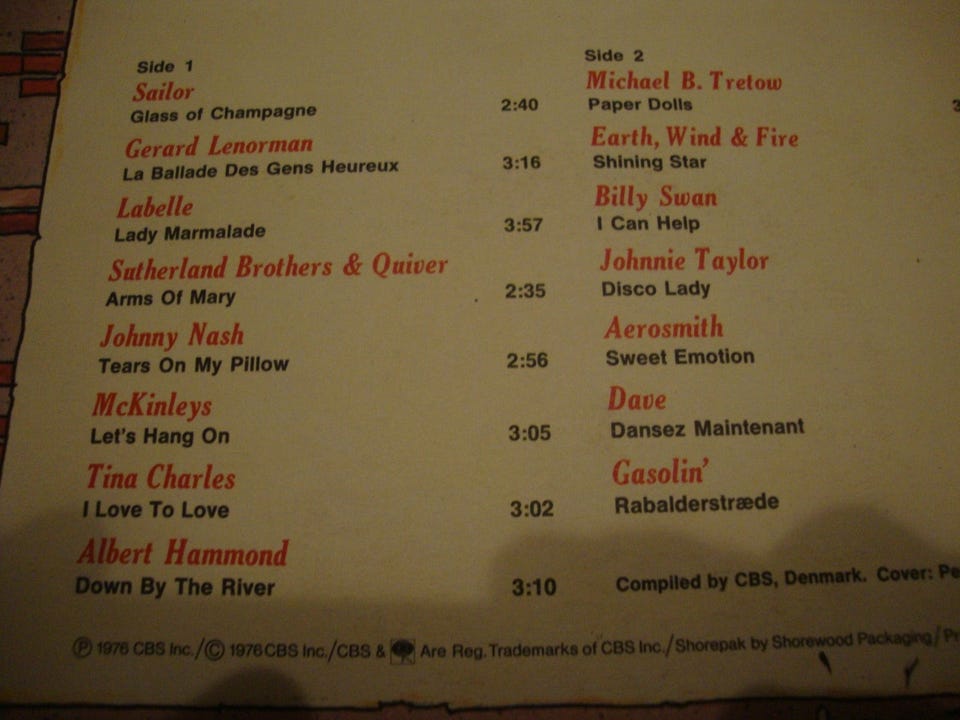 Side 1
Sailor
Glass of Champagne 2:40
Gerard Lenorman
La Ballade Des Gens Heureux 3:16
Labelle
Lady Marmalade 3:57
Sutherland Brothers & Quiver
Arms Of Mary 2:35
Johnny Nash
Tears On My Pillow 2:56
McKinleys
Let's Hang On 3:05
Tina Charles
I Love To Love 3:02
Albert Hammond
Down By The River 3:10
Side 2
Michael B. Tretow
Paper Dolls 3
Earth, Wind & Fire
Shining Star
Billy Swan
I Can Help
Johnnie Taylor
Disco Lady
Aerosmith
Sweet Emotion
Dave
Dansez Maintenant
Gasolin'
Rabalderstræde
Compiled by CBS, Denmark. Cover: Pe
Ⓟ 1976 CBS Inc./Ⓒ 1976 CBS Inc./CBS & Are Reg. Trademarks of CBS Inc./Shorepak by Shorewood Packaging/Pr